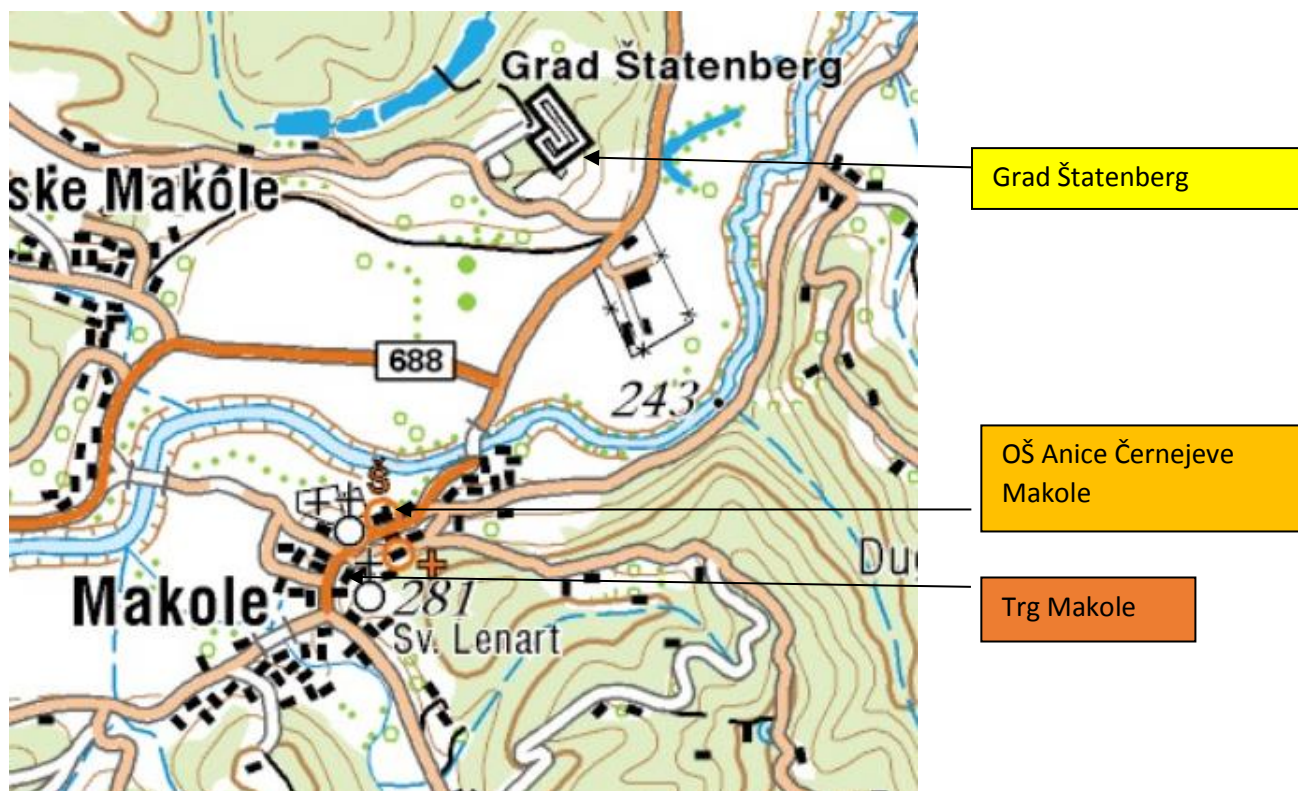 Grad Štatenberg
Grad Štatenberg
ske Makole
688
243
OŠ Anice Černejeve
Makole
Du
Makole
281
Sv. Lenart
Trg Makole